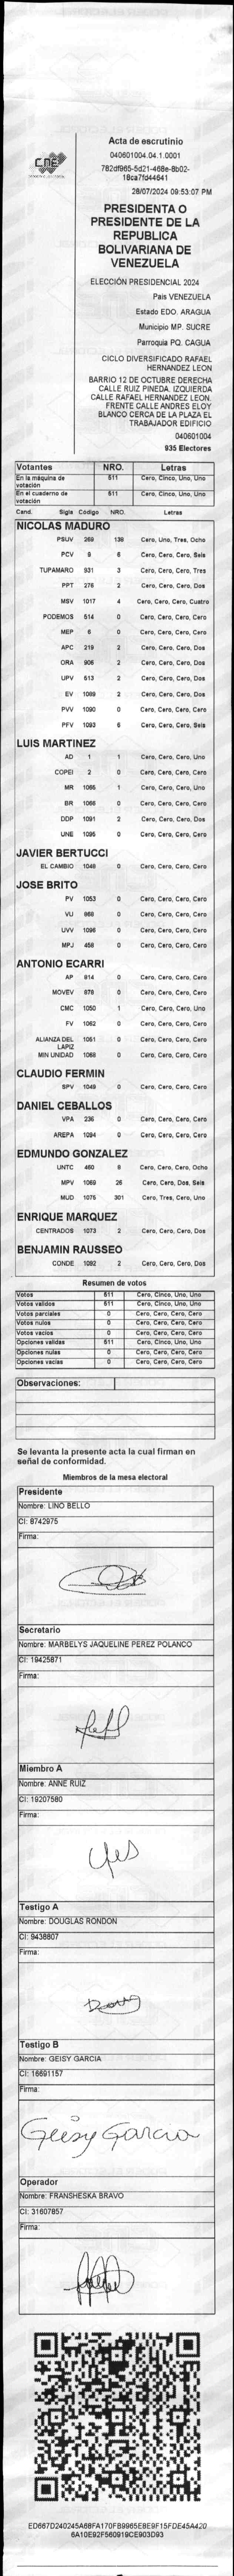 CNE
Acta de escrutinio
040601004.04.1.0001
782df965-5d21-468e-8b02-
18ca7fd44641
28/07/2024 09:53:07 PM
PRESIDENTA O
PRESIDENTE DE LA
REPUBLICA
BOLIVARIANA DE
VENEZUELA
ELECCIÓN PRESIDENCIAL 2024
Pais VENEZUELA
Estado EDO. ARAGUA
Municipio MP. SUCRE
Parroquia PQ. CAGUA
CICLO DIVERSIFICADO RAFAEL
HERNANDEZ LEON
BARRIO 12 DE OCTUBRE DERECHA
CALLE RUIZ PINEDA. IZQUIERDA
CALLE RAFAEL HERNANDEZ LEON.
FRENTE CALLE ANDRES ELOY
BLANCO CERCA DE LA PLAZA EL
TRABAJADOR EDIFICIO
040601004
935 Electores
Votantes NRO. Letras
En la máquina de votación 511 Cero, Cinco, Uno, Uno
En el cuaderno de votación 511 Cero, Cinco, Uno, Uno
Cand. Sigla Código NRO. Letras
NICOLAS MADURO
PSUV 269 138 Cero, Uno, Tres, Ocho
PCV 9 6 Cero, Cero, Cero, Seis
TUPAMARO 931 3 Cero, Cero, Cero, Tres
PPT 276 2 Cero, Cero, Cero, Dos
MSV 1017 4 Cero, Cero, Cero, Cuatro
PODEMOS 514 0 Cero, Cero, Cero, Cero
MEP 6 0 Cero, Cero, Cero, Cero
APC 219 2 Cero, Cero, Cero, Dos
ORA 906 2 Cero, Cero, Cero, Dos
UPV 513 2 Cero, Cero, Cero, Dos
EV 1089 2 Cero, Cero, Cero, Dos
PVV 1090 0 Cero, Cero, Cero, Cero
PFV 1093 6 Cero, Cero, Cero, Seis
LUIS MARTINEZ
AD 1 1 Cero, Cero, Cero, Uno
COPEI 2 0 Cero, Cero, Cero, Cero
MR 1065 1 Cero, Cero, Cero, Uno
BR 1066 0 Cero, Cero, Cero, Cero
DDP 1091 2 Cero, Cero, Cero, Dos
UNE 1095 0 Cero, Cero, Cero, Cero
JAVIER BERTUCCI
EL CAMBIO 1048 0 Cero, Cero, Cero, Cero
JOSE BRITO
PV 1053 0 Cero, Cero, Cero, Cero
VU 868 0 Cero, Cero, Cero, Cero
UVV 1096 0 Cero, Cero, Cero, Cero
MPJ 458 0 Cero, Cero, Cero, Cero
ANTONIO ECARRI
AP 814 0 Cero, Cero, Cero, Cero
MOVEV 878 0 Cero, Cero, Cero, Cero
CMC 1050 1 Cero, Cero, Cero, Uno
FV 1062 0 Cero, Cero, Cero, Cero
ALIANZA DEL LAPIZ 1051 0 Cero, Cero, Cero, Cero
MIN UNIDAD 1068 0 Cero, Cero, Cero, Cero
CLAUDIO FERMIN
SPV 1049 0 Cero, Cero, Cero, Cero
DANIEL CEBALLOS
VPA 236 0 Cero, Cero, Cero, Cero
AREPA 1094 0 Cero, Cero, Cero, Cero
EDMUNDO GONZALEZ
UNTC 460 8 Cero, Cero, Cero, Ocho
MPV 1069 26 Cero, Cero, Dos, Seis
MUD 1075 301 Cero, Tres, Cero, Uno
ENRIQUE MARQUEZ
CENTRADOS 1073 2 Cero, Cero, Cero, Dos
BENJAMIN RAUSSEO
CONDE 1092 2 Cero, Cero, Cero, Dos
Resumen de votos
Votos 511 Cero, Cinco, Uno, Uno
Votos validos 511 Cero, Cinco, Uno, Uno
Votos parciales 0 Cero, Cero, Cero, Cero
Votos nulos 0 Cero, Cero, Cero, Cero
Votos vacios 0 Cero, Cero, Cero, Cero
Opciones validas 511 Cero, Cinco, Uno, Uno
Opciones nulas 0 Cero, Cero, Cero, Cero
Opciones vacias 0 Cero, Cero, Cero, Cero
Observaciones:
Se levanta la presente acta la cual firman en
señal de conformidad.
Miembros de la mesa electoral
Presidente
Nombre: LINO BELLO
CI: 8742975
Firma:
Secretario
Nombre: MARBELYS JAQUELINE PEREZ POLANCO
CI: 19425871
Firma:
Miembro A
Nombre: ANNE RUIZ
CI: 19207580
Firma:
Testigo A
Nombre: DOUGLAS RONDON
CI: 9438807
Firma:
Testigo B
Nombre: GEISY GARCIA
CI: 16691157
Firma:
Geisy Garcia
Operador
Nombre: FRANSHESKA BRAVO
CI: 31607857
Firma:
ED667D240245A6BFA170FB9965E8E9F15FDE45A420
6A10E92F560919CE903D93